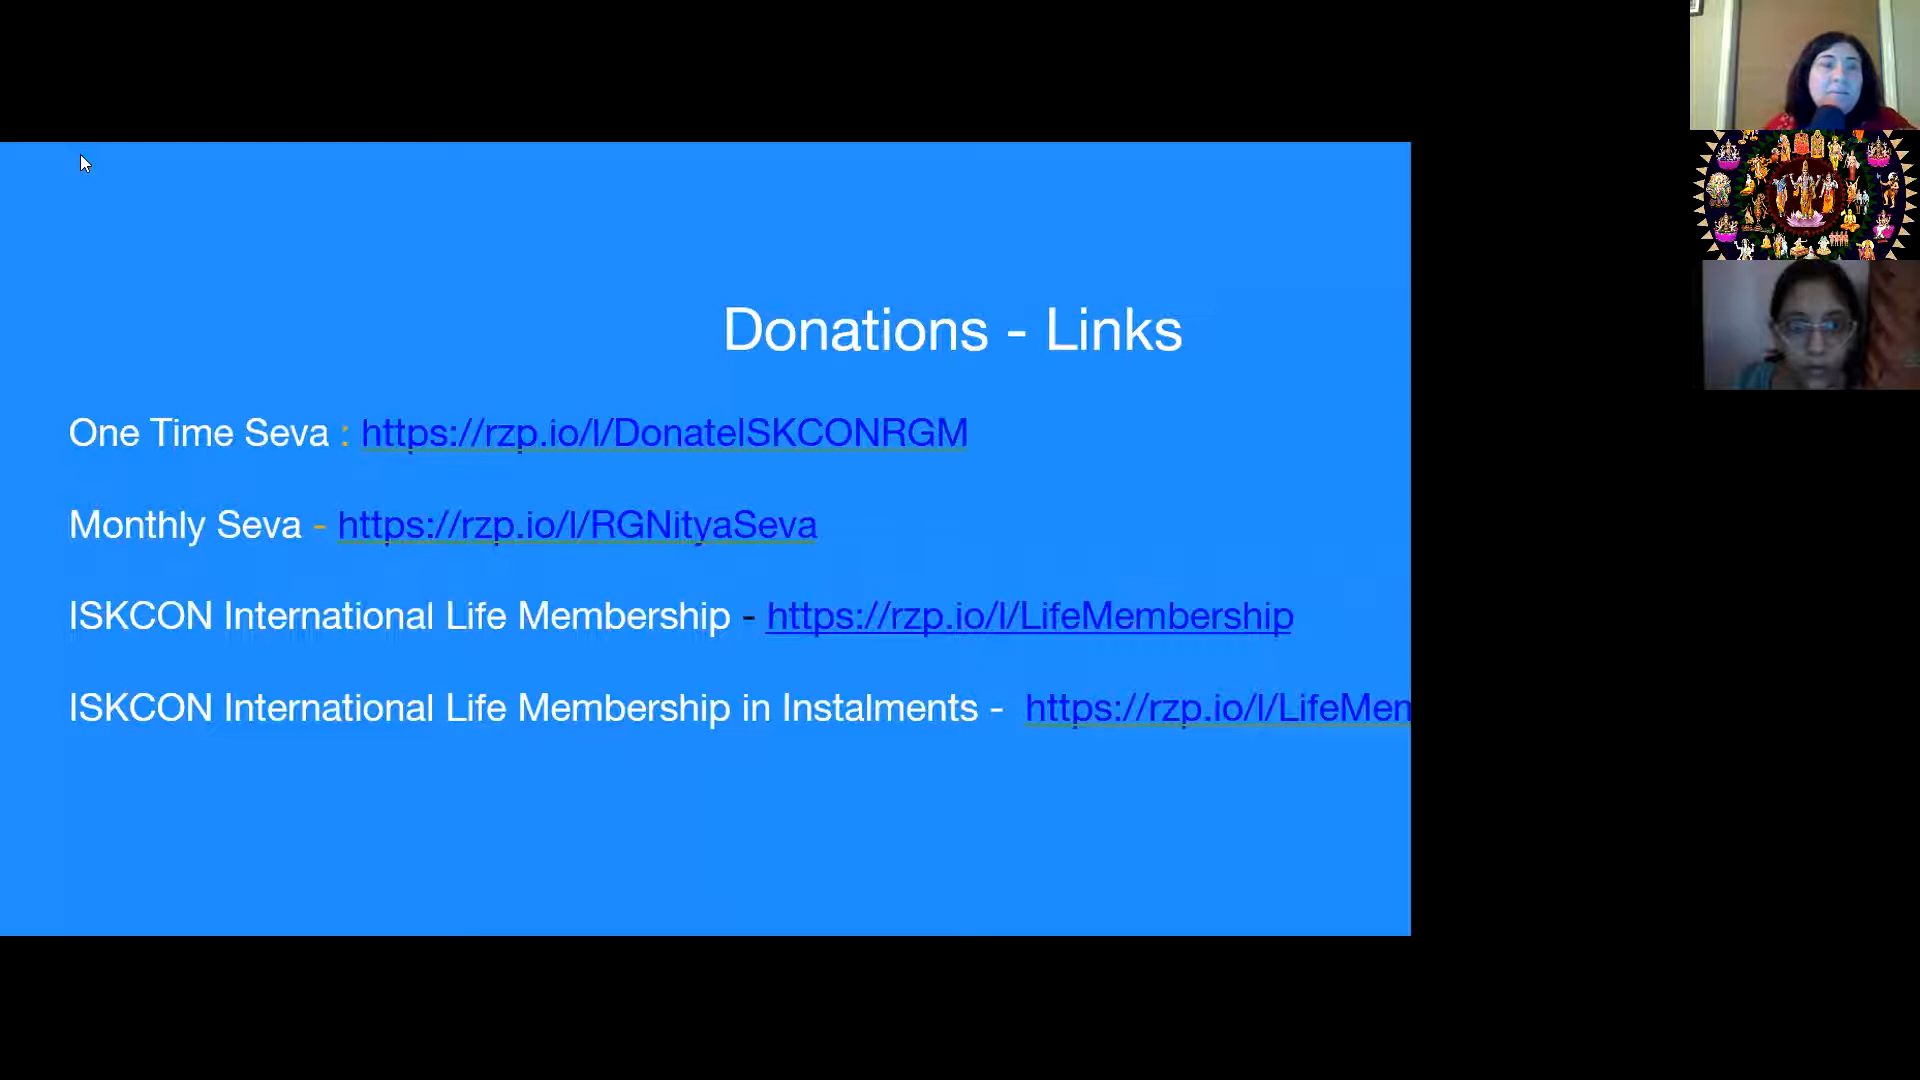 Donations - Links
One Time Seva : https://rzp.io/l/DonateISKCONRGM
Monthly Seva - https://rzp.io/l/RGNityaSeva
ISKCON International Life Membership - https://rzp.io/l/LifeMembership
ISKCON International Life Membership in Instalments - https://rzp.io/l/LifeMen